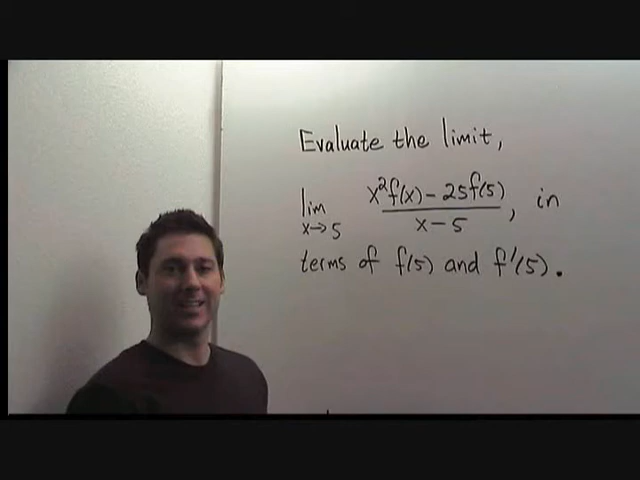 Evaluate the limit,
lim x→5 x²f(x) – 25f(5) / x – 5 , in
terms of f(5) and f'(5).